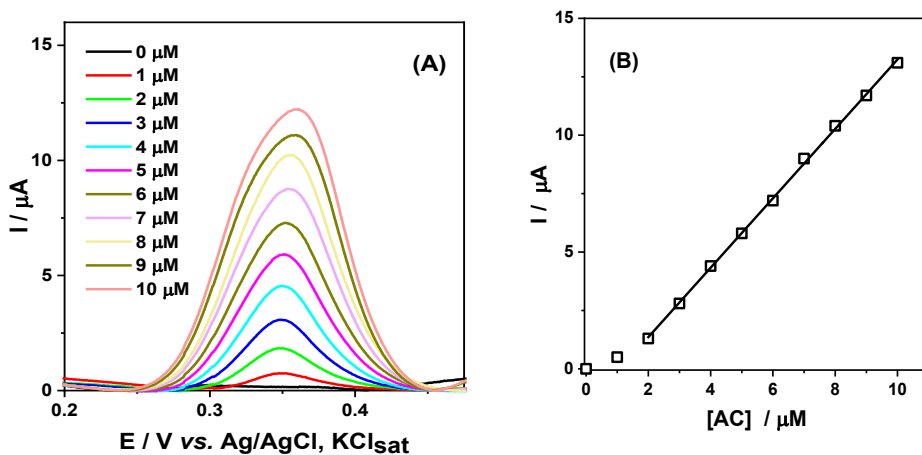 (A)
15
10
5
0
I / μA
0 μM
1 μM
2 μM
3 μM
4 μM
5 μM
6 μM
7 μM
8 μM
9 μM
10 μM
0.2 0.3 0.4
E / V vs. Ag/AgCl, KClsat
(B)
15
10
5
0
I / μA
0 2 4 6 8 10
[AC] / μM